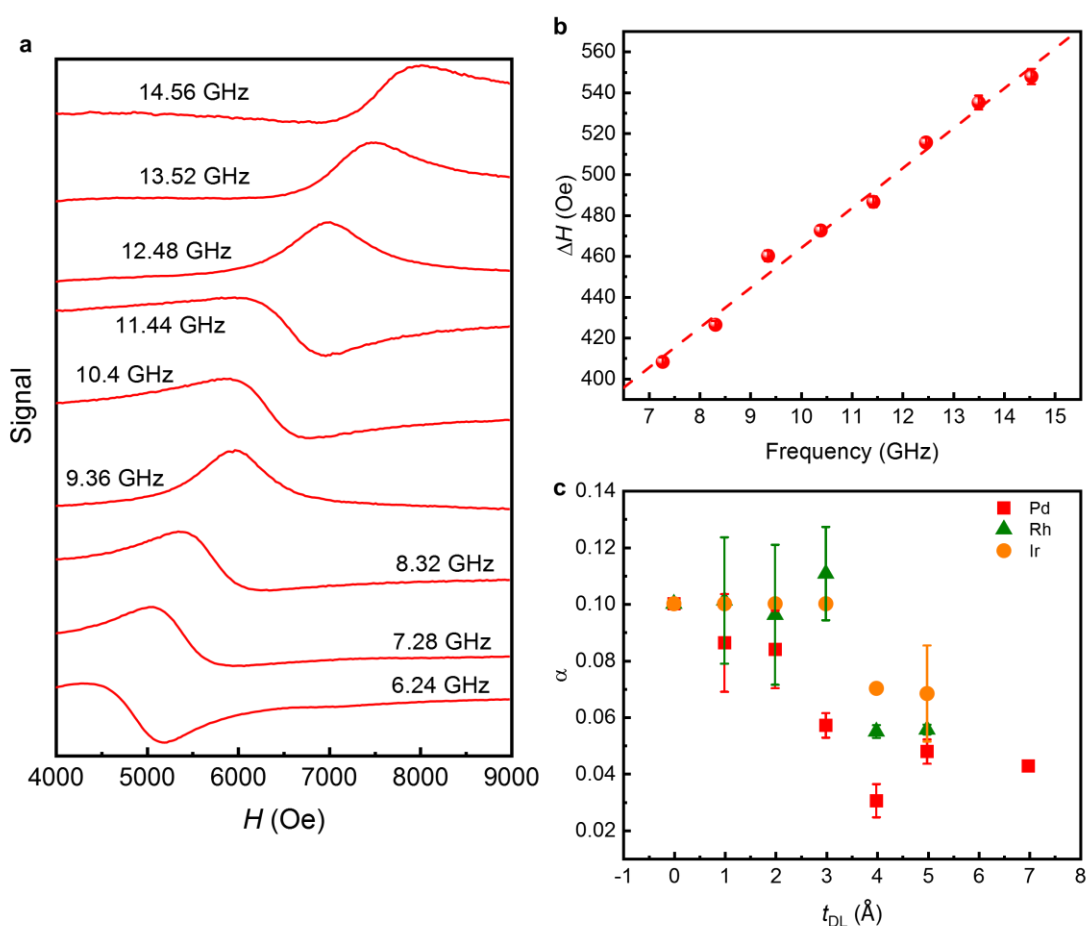 a
14.56 GHz
13.52 GHz
12.48 GHz
11.44 GHz
10.4 GHz
9.36 GHz
8.32 GHz
7.28 GHz
6.24 GHz
Signal
4000 5000 6000 7000 8000 9000
H (Oe)
b
560
540
520
500
480
460
440
420
400
ΔH (Oe)
7 8 9 10 11 12 13 14 15
Frequency (GHz)
c
0.14
0.12
0.10
0.08
0.06
0.04
0.02
α
Pd
Rh
Ir
-1 0 1 2 3 4 5 6 7 8
tDL (Å)